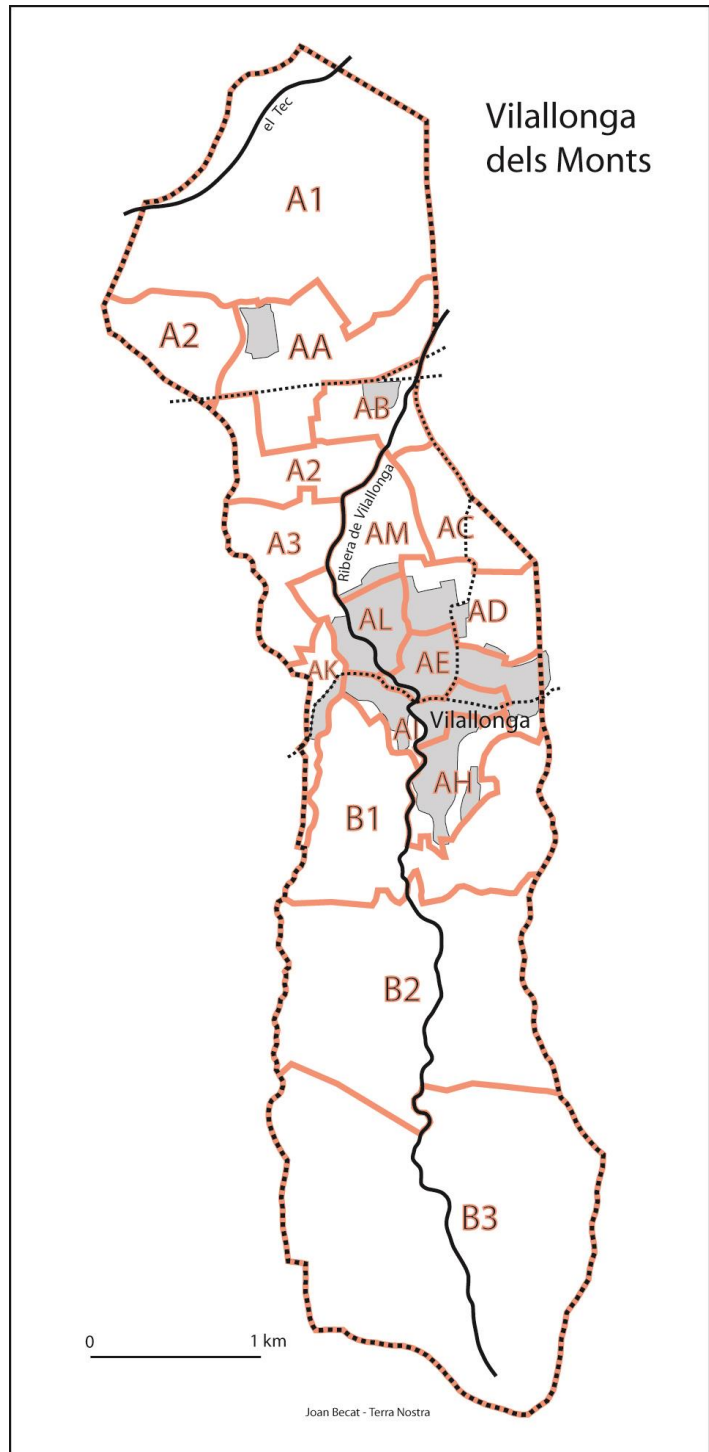 Vilallonga
dels Monts
el Tec
A1
A2
AA
AB
A2
Ribera de Vilallonga
AM
AC
A3
AL
AD
AK
AE
AI
Vilallonga
AH
B1
B2
B3
0 1 km
Joan Becat - Terra Nostra